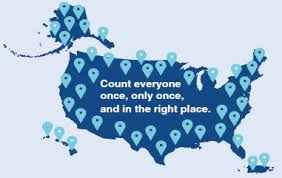 Count everyone
once, only once,
and in the right place.